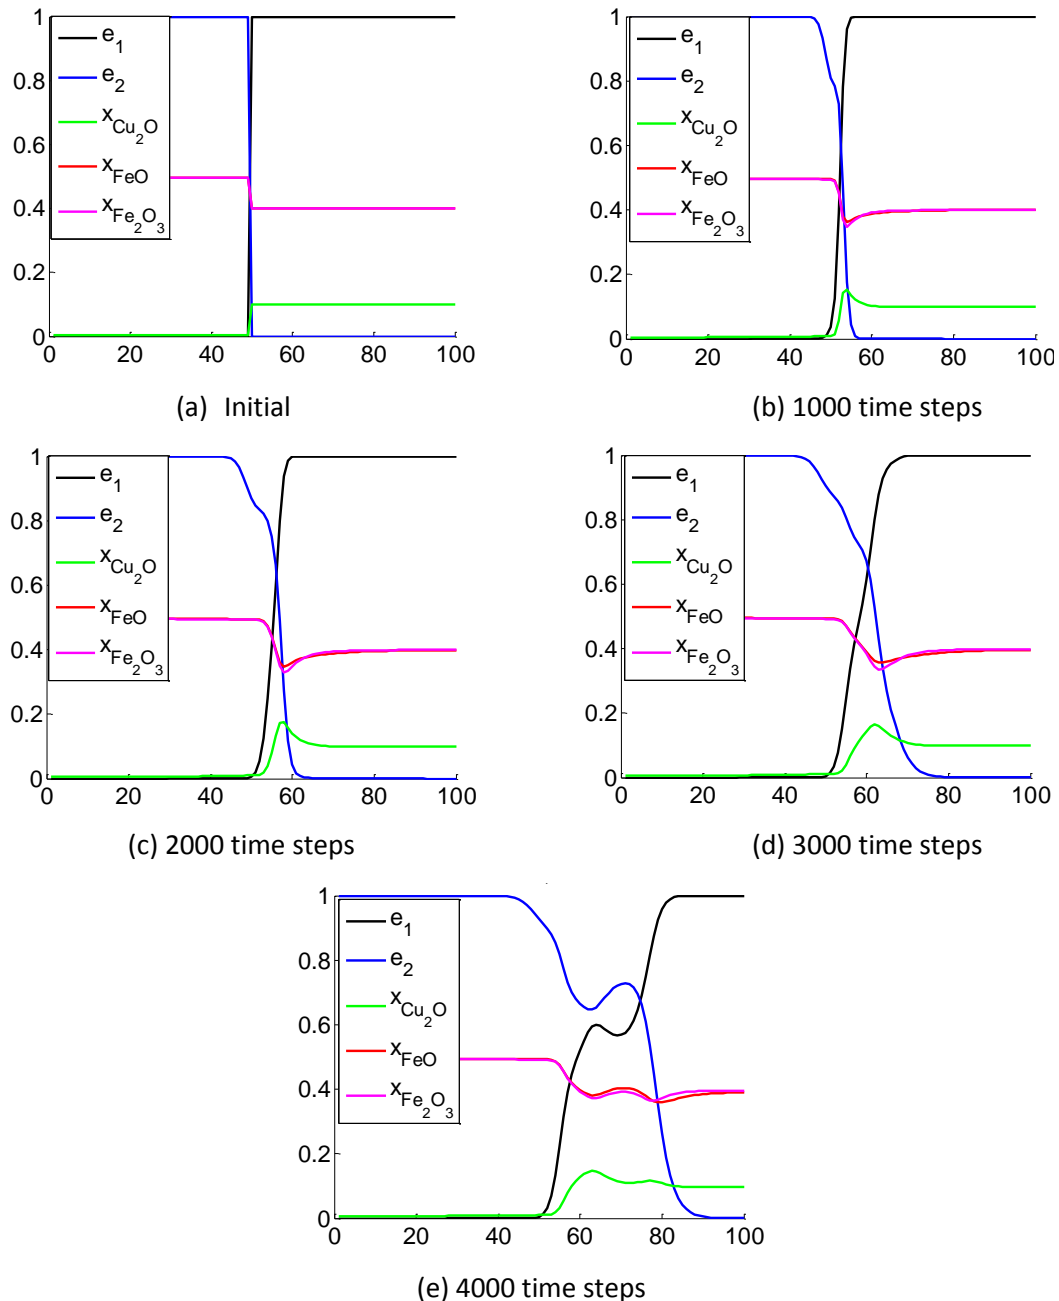 1
0.8
0.6
0.4
0.2
0
0 20 40 60 80 100
e1
e2
xCu2O
xFeO
xFe2O3
(a) Initial
1
0.8
0.6
0.4
0.2
0
0 20 40 60 80 100
e1
e2
xCu2O
xFeO
xFe2O3
(b) 1000 time steps
1
0.8
0.6
0.4
0.2
0
0 20 40 60 80 100
e1
e2
xCu2O
xFeO
xFe2O3
(c) 2000 time steps
1
0.8
0.6
0.4
0.2
0
0 20 40 60 80 100
e1
e2
xCu2O
xFeO
xFe2O3
(d) 3000 time steps
1
0.8
0.6
0.4
0.2
0
0 20 40 60 80 100
e1
e2
xCu2O
xFeO
xFe2O3
(e) 4000 time steps